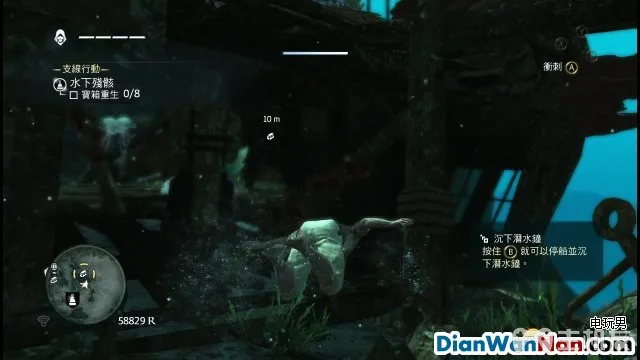 支線行動
水下殘骸
寶箱重生 0/8
10 m
Y
X
B
衝刺 A
沉下潛水鐘
按住 B 就可以停船並沉
下潛水鐘。
58829 R
电玩男
DianWanNan.com